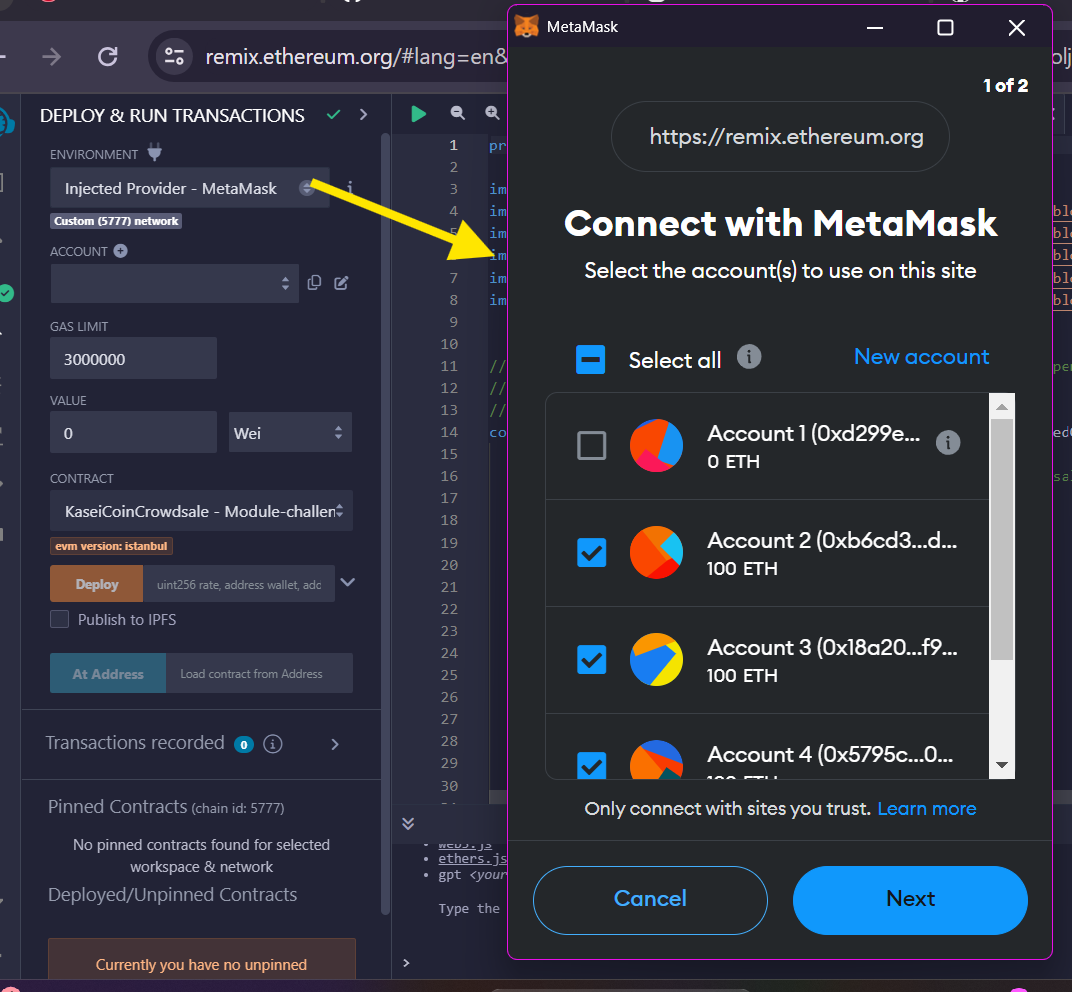 MetaMask
remix.ethereum.org/#lang=en&
1 of 2
DEPLOY & RUN TRANSACTIONS
https://remix.ethereum.org
ENVIRONMENT
Injected Provider - MetaMask
Custom (5777) network
ACCOUNT
GAS LIMIT
3000000
VALUE
0
Wei
CONTRACT
KaseiCoinCrowdsale - Module-challen
evm version: istanbul
Deploy
uint256 rate, address wallet, adc
Publish to IPFS
At Address
Load contract from Address
Transactions recorded 0
Pinned Contracts (chain id: 5777)
No pinned contracts found for selected
workspace & network
Deployed/Unpinned Contracts
Currently you have no unpinned
1 pr
2
3 im
4 im
5 im
im
7 im
8 im
9
10
11 //
12 //
13 //
14 co
15
16
17
18
19
20
21
22
23
24
25
26
27
28
29
30
web3.js
ethers.js
gpt <your
Type the
>
Connect with MetaMask
Select the account(s) to use on this site
Select all
New account
Account 1 (0xd299e...
0 ETH
Account 2 (0xb6cd3...d...
100 ETH
Account 3 (0x18a20...f9...
100 ETH
Account 4 (0x5795c...0...
100 ETH
Only connect with sites you trust. Learn more
Cancel
Next